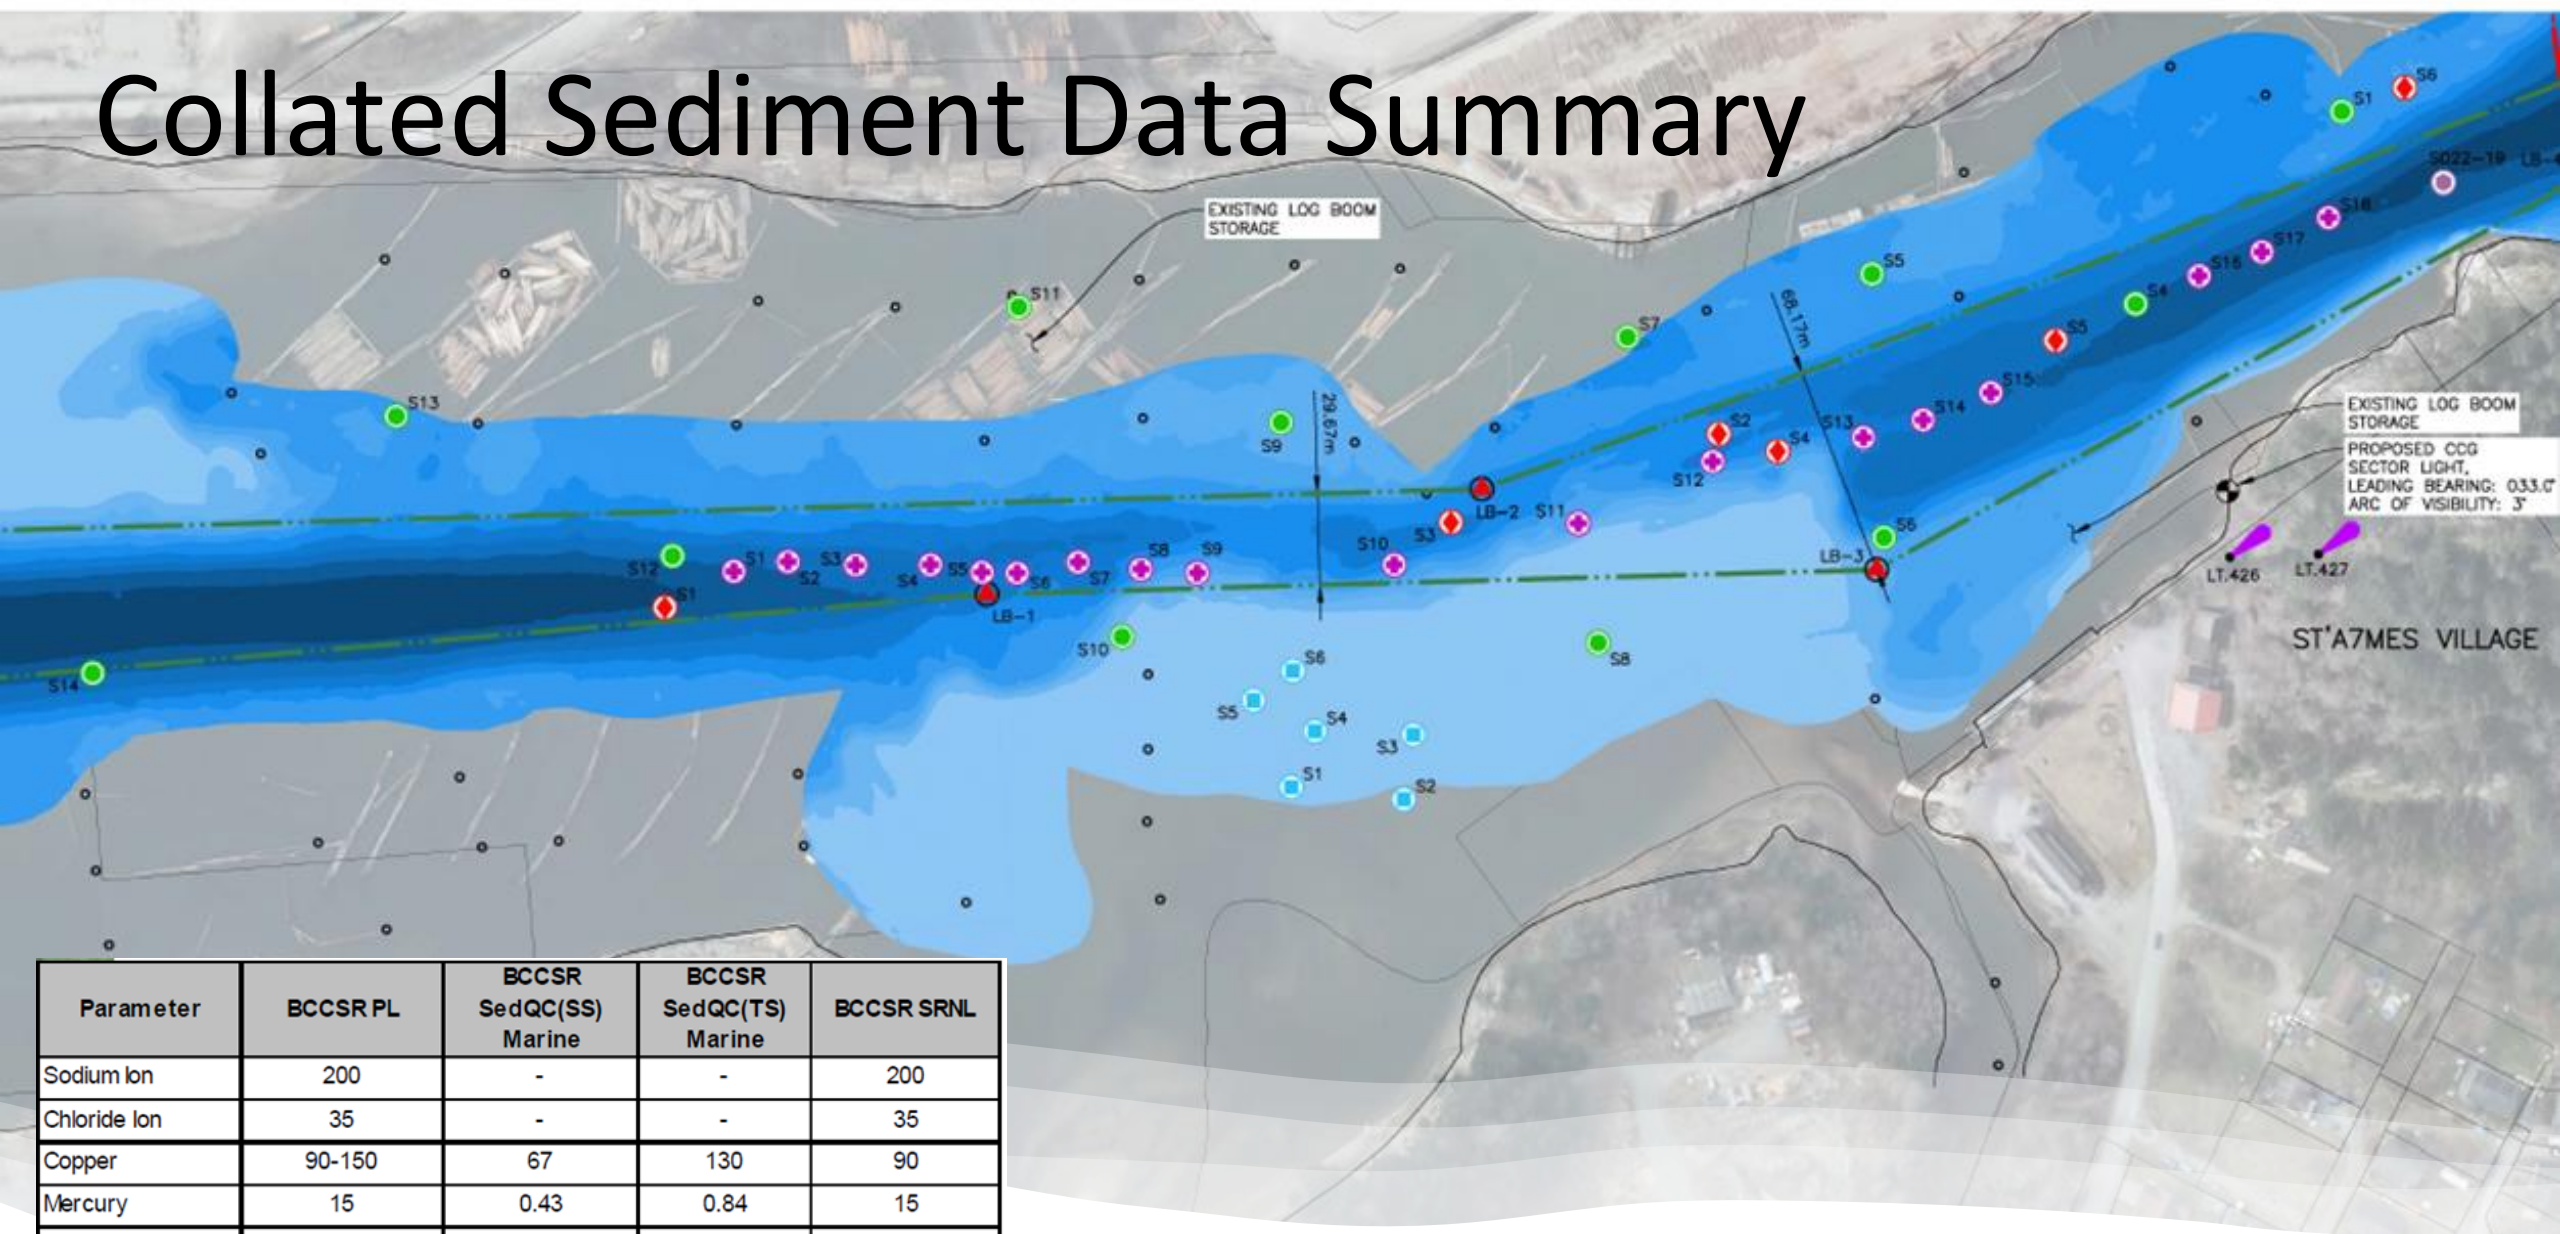 Collated Sediment Data Summary
S6
S1
S022-19 LB-
EXISTING LOG BOOM
STORAGE
S18
S17
S16
S5
S4
S11
S7
S5
68.17m
S15
S13
29.67m
S14
EXISTING LOG BOOM
STORAGE
S9
S2
S13
S4
PROPOSED CCG
SECTOR LIGHT,
LEADING BEARING: 033.0°
ARC OF VISIBILITY: 3°
S12
LB-2
S11
S3
S6
S12
S1
S2
S3
S4
S5
S6
S7
S8
S9
S10
LB-3
LT.426
LT.427
S1
LB-1
ST'A7MES VILLAGE
S10
S8
S14
S6
S5
S4
S3
S1
S2
Parameter BCCSR PL BCCSR SedQC(SS) Marine BCCSR SedQC(TS) Marine BCCSR SRNL
Sodium Ion 200 - - 200
Chloride Ion 35 - - 35
Copper 90-150 67 130 90
Mercury 15 0.43 0.84 15